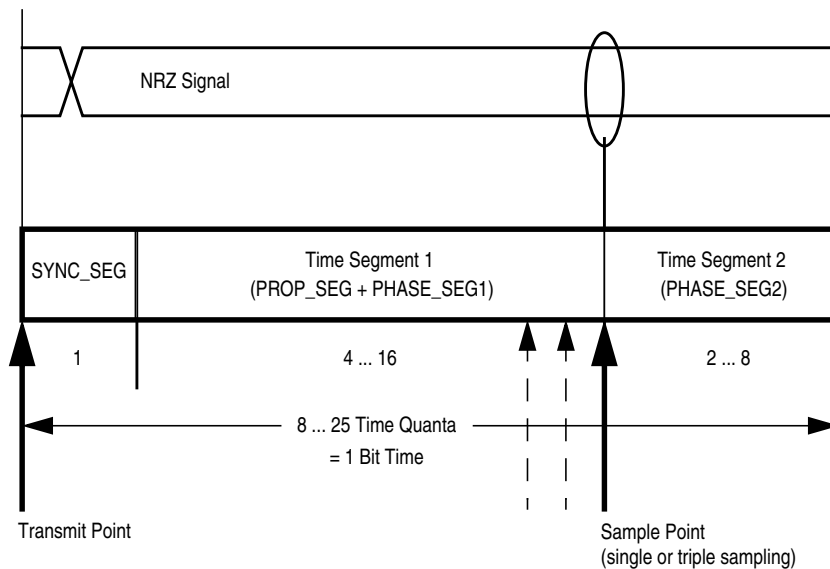 NRZ Signal
SYNC_SEG
Time Segment 1
(PROP_SEG + PHASE_SEG1)
Time Segment 2
(PHASE_SEG2)
1
4 ... 16
2 ... 8
8 ... 25 Time Quanta
= 1 Bit Time
Transmit Point
Sample Point
(single or triple sampling)